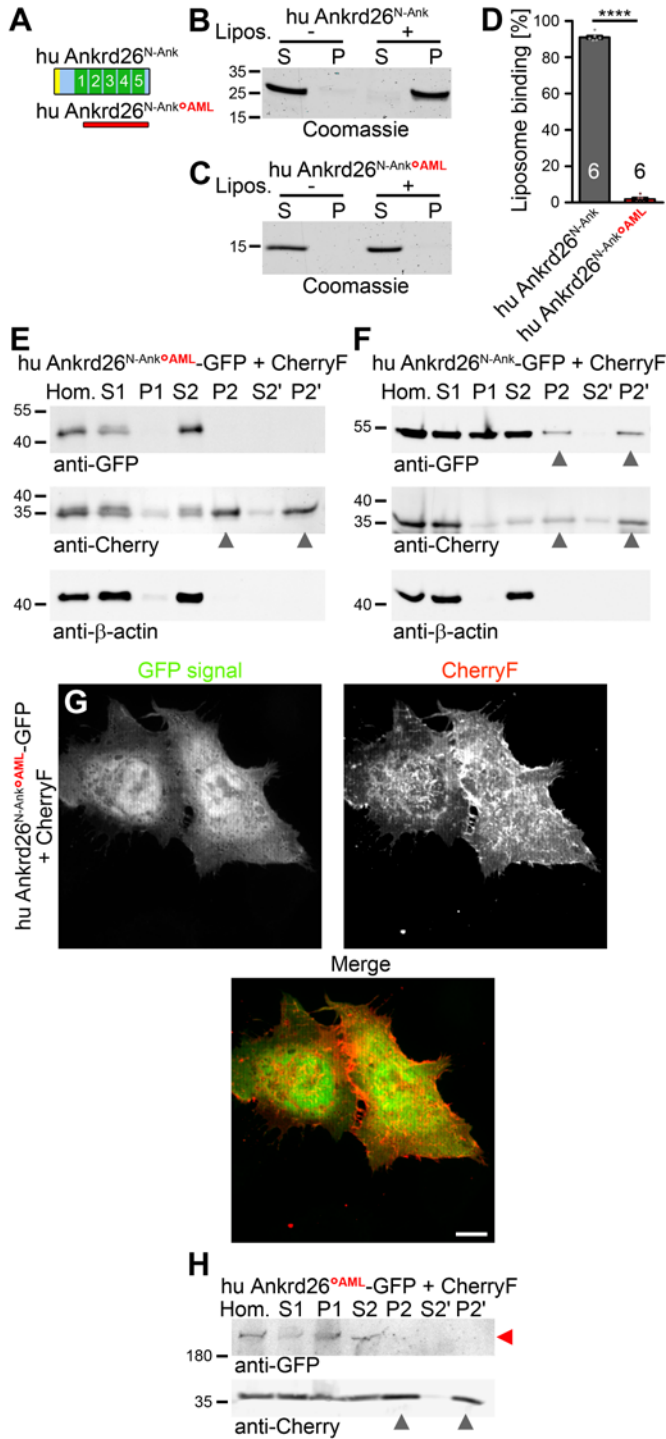 A
hu Ankrd26N-Ank
1 2 3 4 5
hu Ankrd26N-Ank°AML
B
hu Ankrd26N-Ank
Lipos. - +
S P S P
35
25
15
Coomassie
C
hu Ankrd26N-Ank°AML
Lipos. - +
S P S P
15
Coomassie
D
****
Liposome binding [%]
100
80
60
40
20
0
6 6
hu Ankrd26N-Ank
hu Ankrd26N-Ank°AML
E
hu Ankrd26N-Ank°AML-GFP + CherryF
Hom. S1 P1 S2 P2 S2' P2'
55
40
anti-GFP
40
35
anti-Cherry
40
anti-β-actin
F
hu Ankrd26N-Ank-GFP + CherryF
Hom. S1 P1 S2 P2 S2' P2'
55
anti-GFP
40
35
anti-Cherry
40
anti-β-actin
GFP signal
CherryF
G
hu Ankrd26N-Ank°AML-GFP
+ CherryF
Merge
H
hu Ankrd26°AML-GFP + CherryF
Hom. S1 P1 S2 P2 S2' P2'
180
anti-GFP
35
anti-Cherry